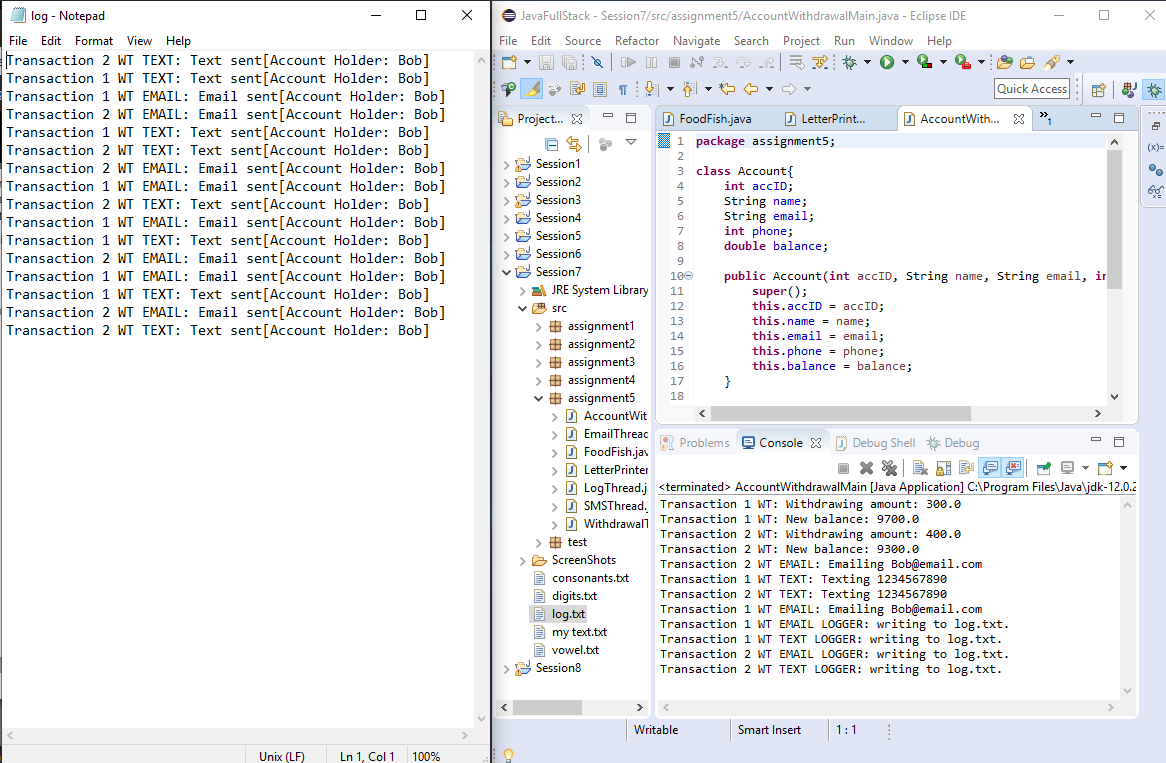 log - Notepad
File Edit Format View Help
Transaction 2 WT TEXT: Text sent[Account Holder: Bob]
Transaction 1 WT TEXT: Text sent[Account Holder: Bob]
Transaction 1 WT EMAIL: Email sent[Account Holder: Bob]
Transaction 2 WT EMAIL: Email sent[Account Holder: Bob]
Transaction 1 WT TEXT: Text sent[Account Holder: Bob]
Transaction 2 WT TEXT: Text sent[Account Holder: Bob]
Transaction 2 WT EMAIL: Email sent[Account Holder: Bob]
Transaction 1 WT EMAIL: Email sent[Account Holder: Bob]
Transaction 2 WT TEXT: Text sent[Account Holder: Bob]
Transaction 1 WT EMAIL: Email sent[Account Holder: Bob]
Transaction 1 WT TEXT: Text sent[Account Holder: Bob]
Transaction 2 WT EMAIL: Email sent[Account Holder: Bob]
Transaction 1 WT EMAIL: Email sent[Account Holder: Bob]
Transaction 1 WT TEXT: Text sent[Account Holder: Bob]
Transaction 2 WT EMAIL: Email sent[Account Holder: Bob]
Transaction 2 WT TEXT: Text sent[Account Holder: Bob]
Unix (LF) Ln 1, Col 1 100%
JavaFullStack - Session7/src/assignment5/AccountWithdrawalMain.java - Eclipse IDE
File Edit Source Refactor Navigate Search Project Run Window Help
Quick Access
Project...
Session1
Session2
Session3
Session4
Session5
Session6
Session7
JRE System Library
src
assignment1
assignment2
assignment3
assignment4
assignment5
AccountWit
EmailThread
FoodFish.jav
LetterPrinter
LogThread.j
SMSThread.
WithdrawalT
test
ScreenShots
consonants.txt
digits.txt
log.txt
my text.txt
vowel.txt
Session8
FoodFish.java LetterPrint... AccountWith... »1
1 package assignment5;
2
3 class Account{
4 int accID;
5 String name;
6 String email;
7 int phone;
8 double balance;
9
10 public Account(int accID, String name, String email, in
11 super();
12 this.accID = accID;
13 this.name = name;
14 this.email = email;
15 this.phone = phone;
16 this.balance = balance;
17 }
18
Problems Console Debug Shell Debug
<terminated> AccountWithdrawalMain [Java Application] C:\Program Files\Java\jdk-12.0.2
Transaction 1 WT: Withdrawing amount: 300.0
Transaction 1 WT: New balance: 9700.0
Transaction 2 WT: Withdrawing amount: 400.0
Transaction 2 WT: New balance: 9300.0
Transaction 2 WT EMAIL: Emailing Bob@email.com
Transaction 1 WT TEXT: Texting 1234567890
Transaction 2 WT TEXT: Texting 1234567890
Transaction 1 WT EMAIL: Emailing Bob@email.com
Transaction 1 WT EMAIL LOGGER: writing to log.txt.
Transaction 1 WT TEXT LOGGER: writing to log.txt.
Transaction 2 WT EMAIL LOGGER: writing to log.txt.
Transaction 2 WT TEXT LOGGER: writing to log.txt.
Writable Smart Insert 1 : 1